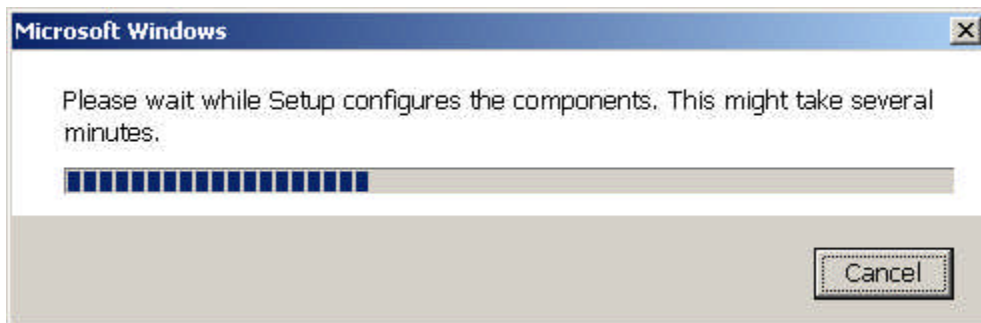 Microsoft Windows
Please wait while Setup configures the components. This might take several
minutes.
Cancel